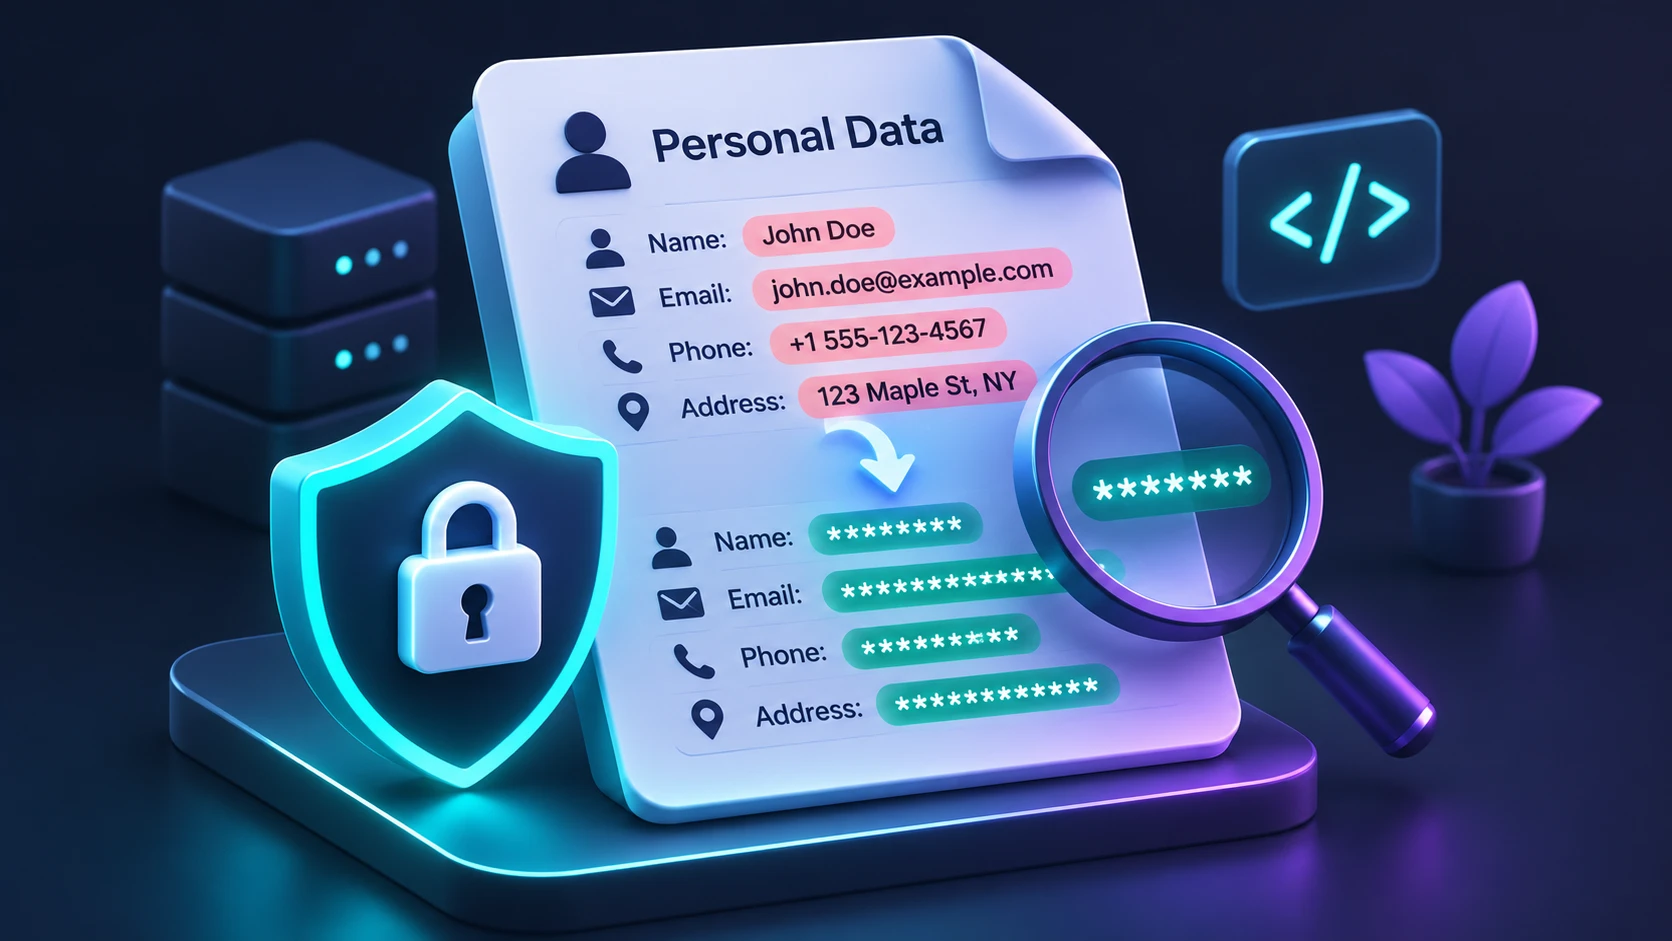 Personal Data
Name: John Doe
Email: john.doe@example.com
Phone: +1 555-123-4567
Address: 123 Maple St, NY
Name: ********
Email: *************
Phone: *********
Address: ************
*******
</>